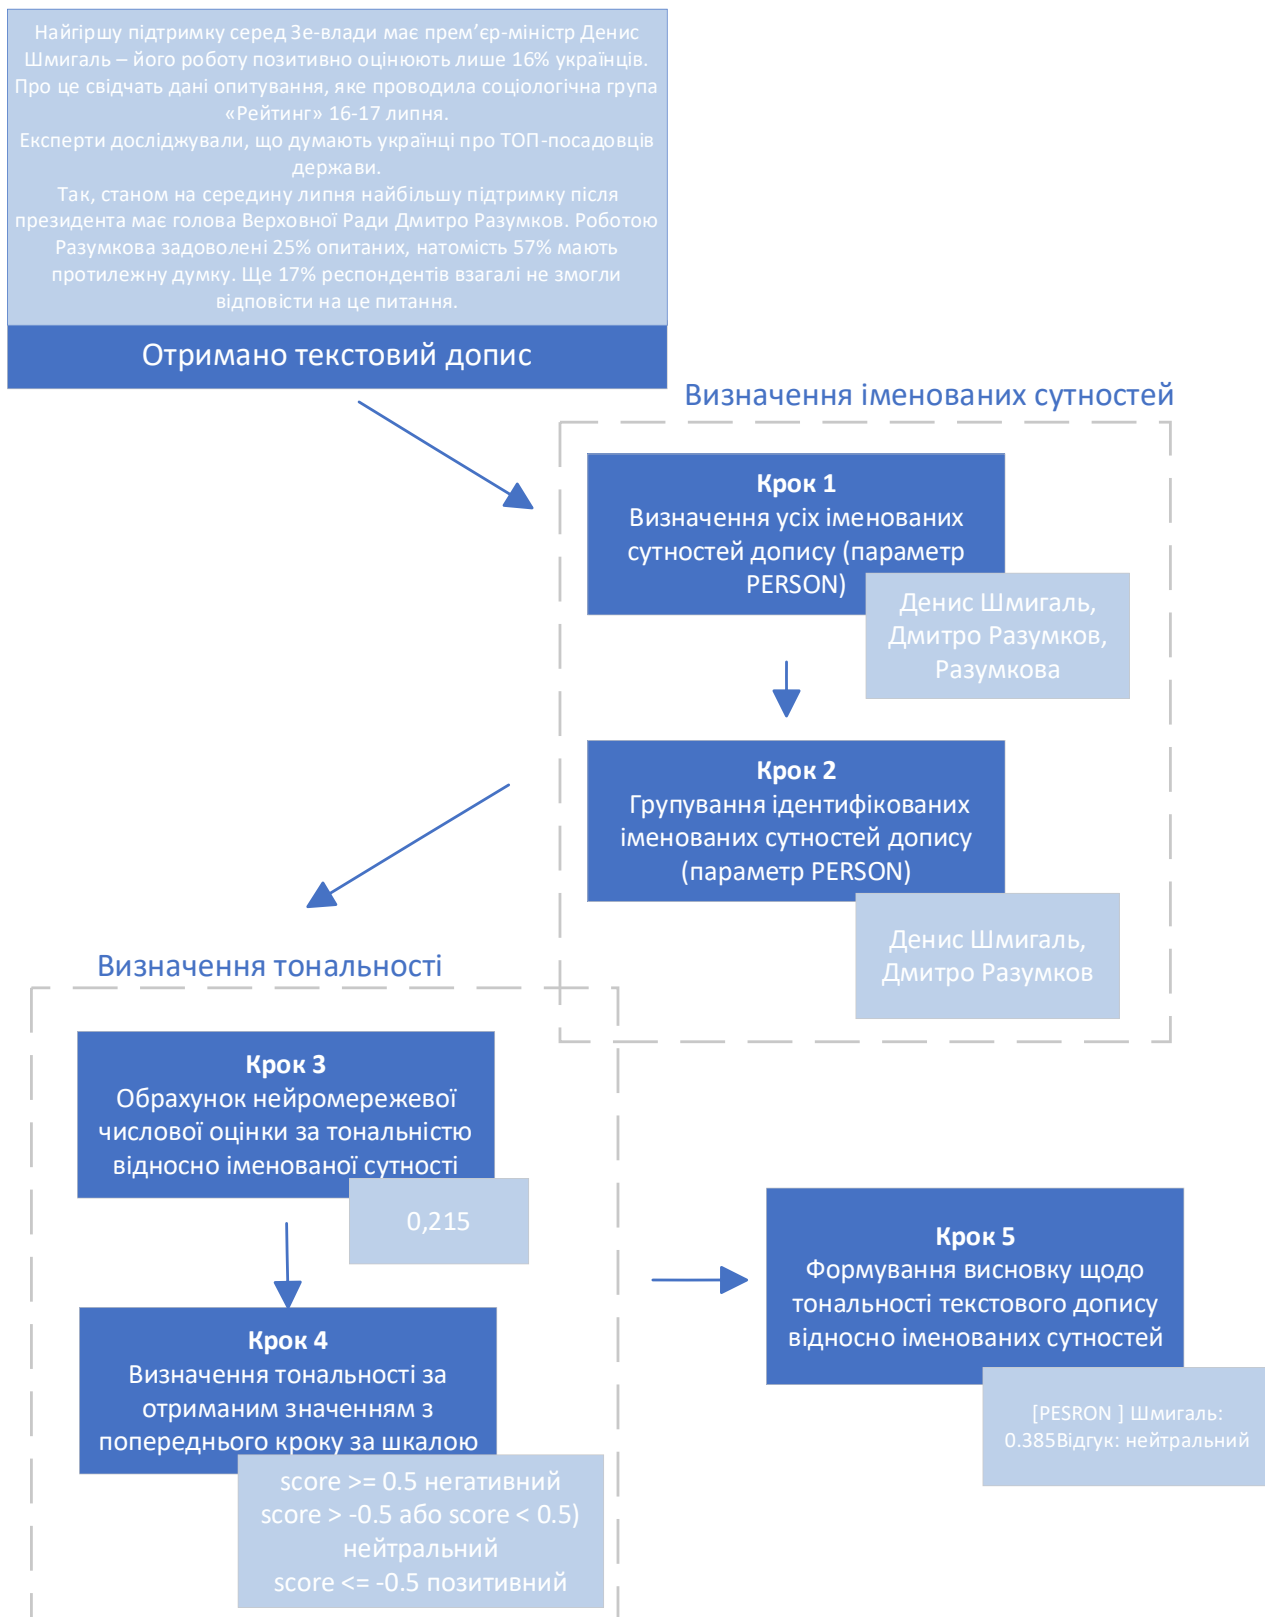 Найгіршу підтримку серед Зе-влади має прем’єр-міністр Денис
Шмигаль – його роботу позитивно оцінюють лише 16% українців.
Про це свідчать дані опитування, яке проводила соціологічна група
«Рейтинг» 16-17 липня.
Експерти досліджували, що думають українці про ТОП-посадовців
держави.
Так, станом на середину липня найбільшу підтримку після
президента має голова Верховної Ради Дмитро Разумков. Роботою
Разумкова задоволені 25% опитаних, натомість 57% мають
протилежну думку. Ще 17% респондентів взагалі не змогли
відповісти на це питання.
Отримано текстовий допис
Визначення іменованих сутностей
Крок 1
Визначення усіх іменованих
сутностей допису (параметр
PERSON)
Денис Шмигаль,
Дмитро Разумков,
Разумкова
Крок 2
Групування ідентифікованих
іменованих сутностей допису
(параметр PERSON)
Денис Шмигаль,
Дмитро Разумков
Визначення тональності
Крок 3
Обрахунок нейромережевої
числової оцінки за тональністю
відносно іменованої сутності
0,215
Крок 4
Визначення тональності за
отриманим значенням з
попереднього кроку за шкалою
score >= 0.5 негативний
score > -0.5 або score < 0.5)
нейтральний
score <= -0.5 позитивний
Крок 5
Формування висновку щодо
тональності текстового допису
відносно іменованих сутностей
[PESRON ] Шмигаль:
0.385Відгук: нейтральний